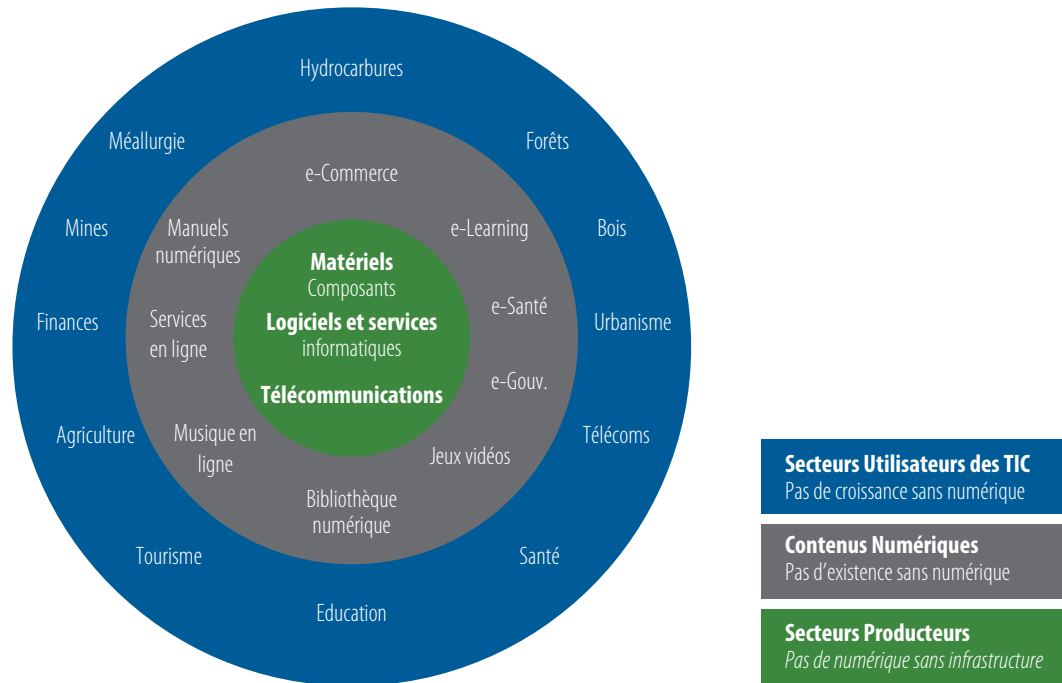 Hydrocarbures
Méallurgie
Forêts
e-Commerce
Mines
Manuels
numériques
e-Learning
Bois
Matériels
Composants
Finances
Services
en ligne
Logiciels et services
informatiques
e-Santé
Urbanisme
Télécommunications
e-Gouv.
Agriculture
Musique en
ligne
Jeux vidéos
Télécoms
Bibliothèque
numérique
Tourisme
Santé
Education
Secteurs Utilisateurs des TIC
Pas de croissance sans numérique
Contenus Numériques
Pas d'existence sans numérique
Secteurs Producteurs
Pas de numérique sans infrastructure